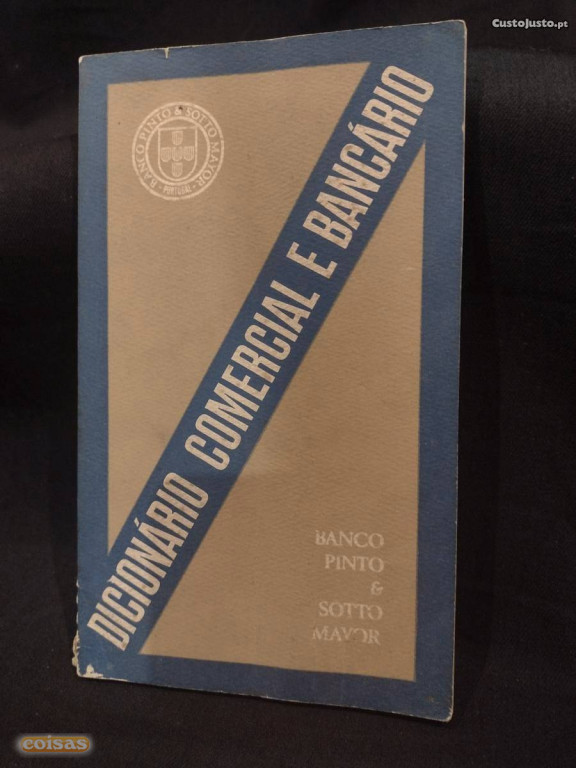 CustoJusto.pt
BANCO PINTO & SOTTO MAYOR
PORTUGAL
DICIONÁRIO COMERCIAL E BANCÁRIO
BANCO
PINTO
&
SOTTO
MAYOR
coisas